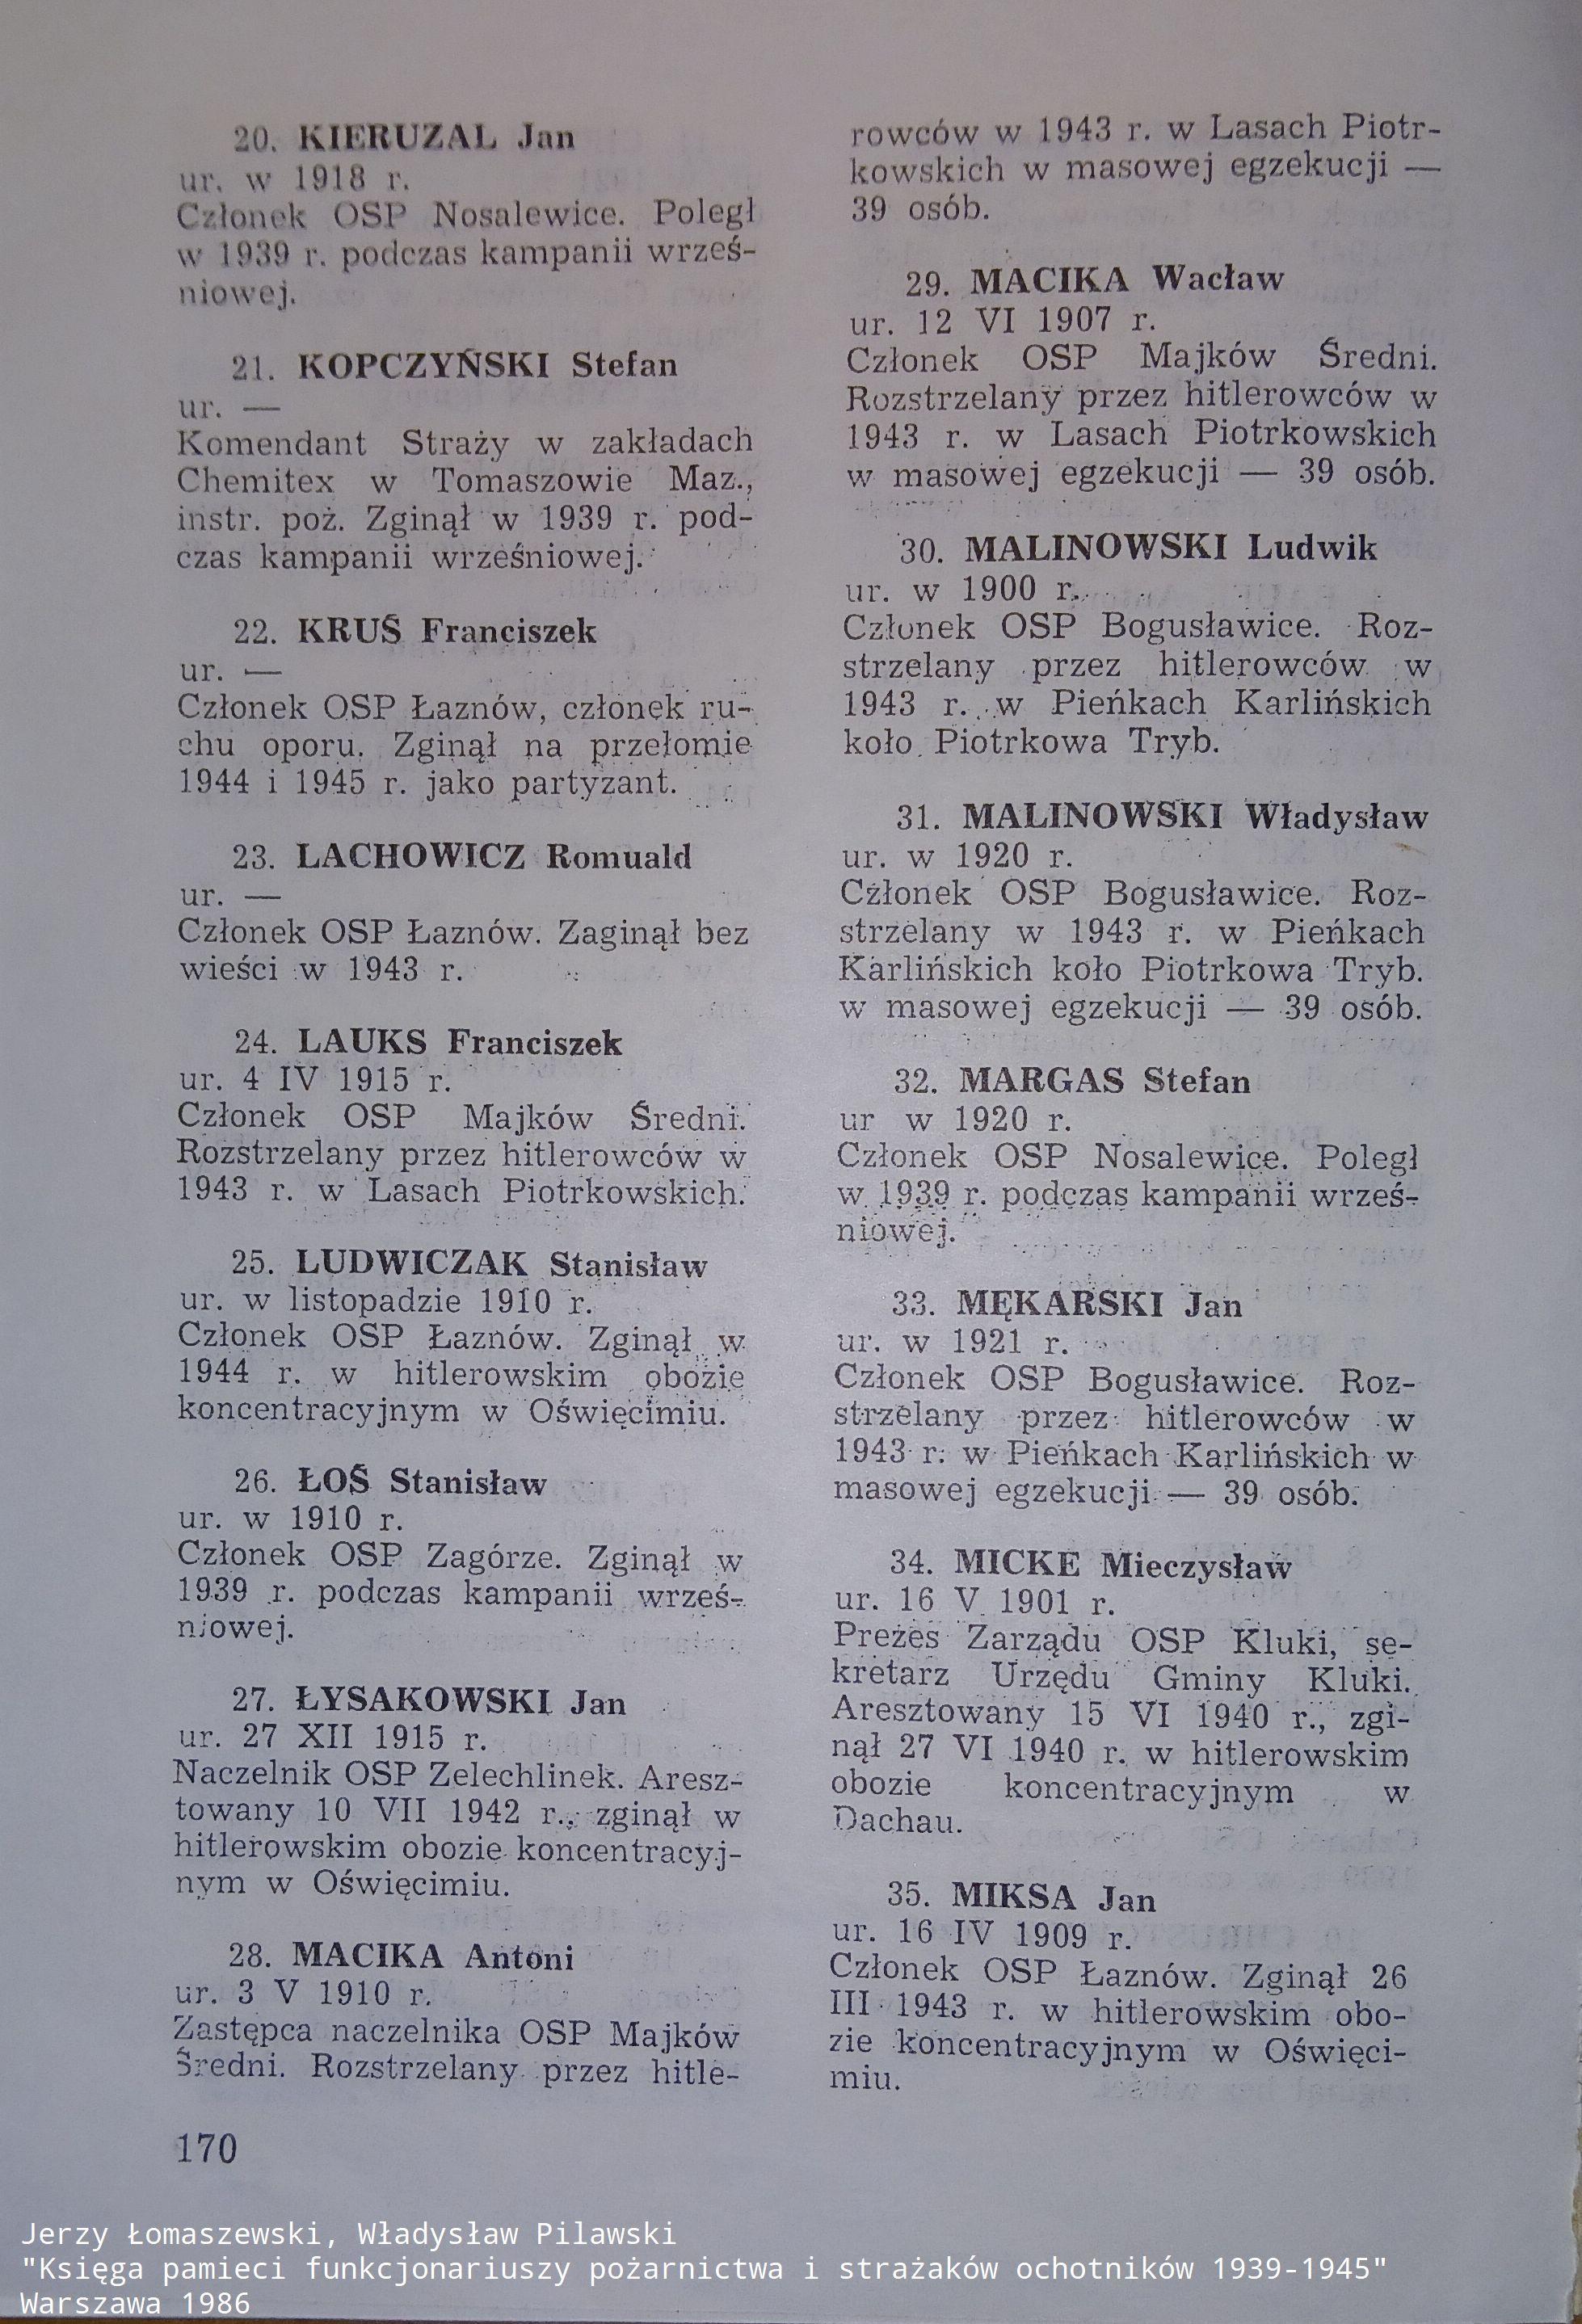 20. KIERUZAL Jan
ur. w 1918 r.
Członek OSP Nosalewice. Poległ
w 1939 r. podczas kampanii wrześ-
niowej.
21. KOPCZYŃSKI Stefan
ur. —
Komendant Straży w zakładach
Chemitex w Tomaszowie Maz.,
instr. poż. Zginął w 1939 r. pod-
czas kampanii wrześniowej.
22. KRUŚ Franciszek
ur. —
Członek OSP Łaznów, członek ru-
chu oporu. Zginął na przełomie
1944 i 1945 r. jako partyzant.
23. LACHOWICZ Romuald
ur. —
Członek OSP Łaznów. Zaginął bez
wieści w 1943 r.
24. LAUKS Franciszek
ur. 4 IV 1915 r.
Członek OSP Majków Średni.
Rozstrzelany przez hitlerowców w
1943 r. w Lasach Piotrkowskich.
25. LUDWICZAK Stanisław
ur. w listopadzie 1910 r.
Członek OSP Łaznów. Zginął w
1944 r. w hitlerowskim obozie
koncentracyjnym w Oświęcimiu.
26. ŁOŚ Stanisław
ur. w 1910 r.
Członek OSP Zagórze. Zginął w
1939 r. podczas kampanii wrześ-
niowej.
27. ŁYSAKOWSKI Jan
ur. 27 XII 1915 r.
Naczelnik OSP Zelechlinek. Aresz-
towany 10 VII 1942 r., zginął w
hitlerowskim obozie koncentracyj-
nym w Oświęcimiu.
28. MACIKA Antoni
ur. 3 V 1910 r.
Zastępca naczelnika OSP Majków
Średni. Rozstrzelany przez hitle-
170
rowców w 1943 r. w Lasach Piotr-
kowskich w masowej egzekucji —
39 osób.
29. MACIKA Wacław
ur. 12 VI 1907 r.
Członek OSP Majków Średni.
Rozstrzelany przez hitlerowców w
1943 r. w Lasach Piotrkowskich
w masowej egzekucji — 39 osób.
30. MALINOWSKI Ludwik
ur. w 1900 r.
Członek OSP Bogusławice. Roz-
strzelany przez hitlerowców w
1943 r. w Pieńkach Karlińskich
koło Piotrkowa Tryb.
31. MALINOWSKI Władysław
ur. w 1920 r.
Członek OSP Bogusławice. Roz-
strzelany w 1943 r. w Pieńkach
Karlińskich koło Piotrkowa Tryb.
w masowej egzekucji — 39 osób.
32. MARGAS Stefan
ur w 1920 r.
Członek OSP Nosalewice. Poległ
w 1939 r. podczas kampanii wrześ-
niowej.
33. MĘKARSKI Jan
ur. w 1921 r.
Członek OSP Bogusławice. Roz-
strzelany przez hitlerowców w
1943 r. w Pieńkach Karlińskich w
masowej egzekucji — 39 osób.
34. MICKE Mieczysław
ur. 16 V 1901 r.
Prezes Zarządu OSP Kluki, se-
kretarz Urzędu Gminy Kluki.
Aresztowany 15 VI 1940 r., zgi-
nął 27 VI 1940 r. w hitlerowskim
obozie koncentracyjnym w
Dachau.
35. MIKSA Jan
ur. 16 IV 1909 r.
Członek OSP Łaznów. Zginął 26
III 1943 r. w hitlerowskim obo-
zie koncentracyjnym w Oświęci-
miu.
Jerzy Łomaszewski, Władysław Pilawski
"Księga pamieci funkcjonariuszy pożarnictwa i strażaków ochotników 1939-1945"
Warszawa 1986